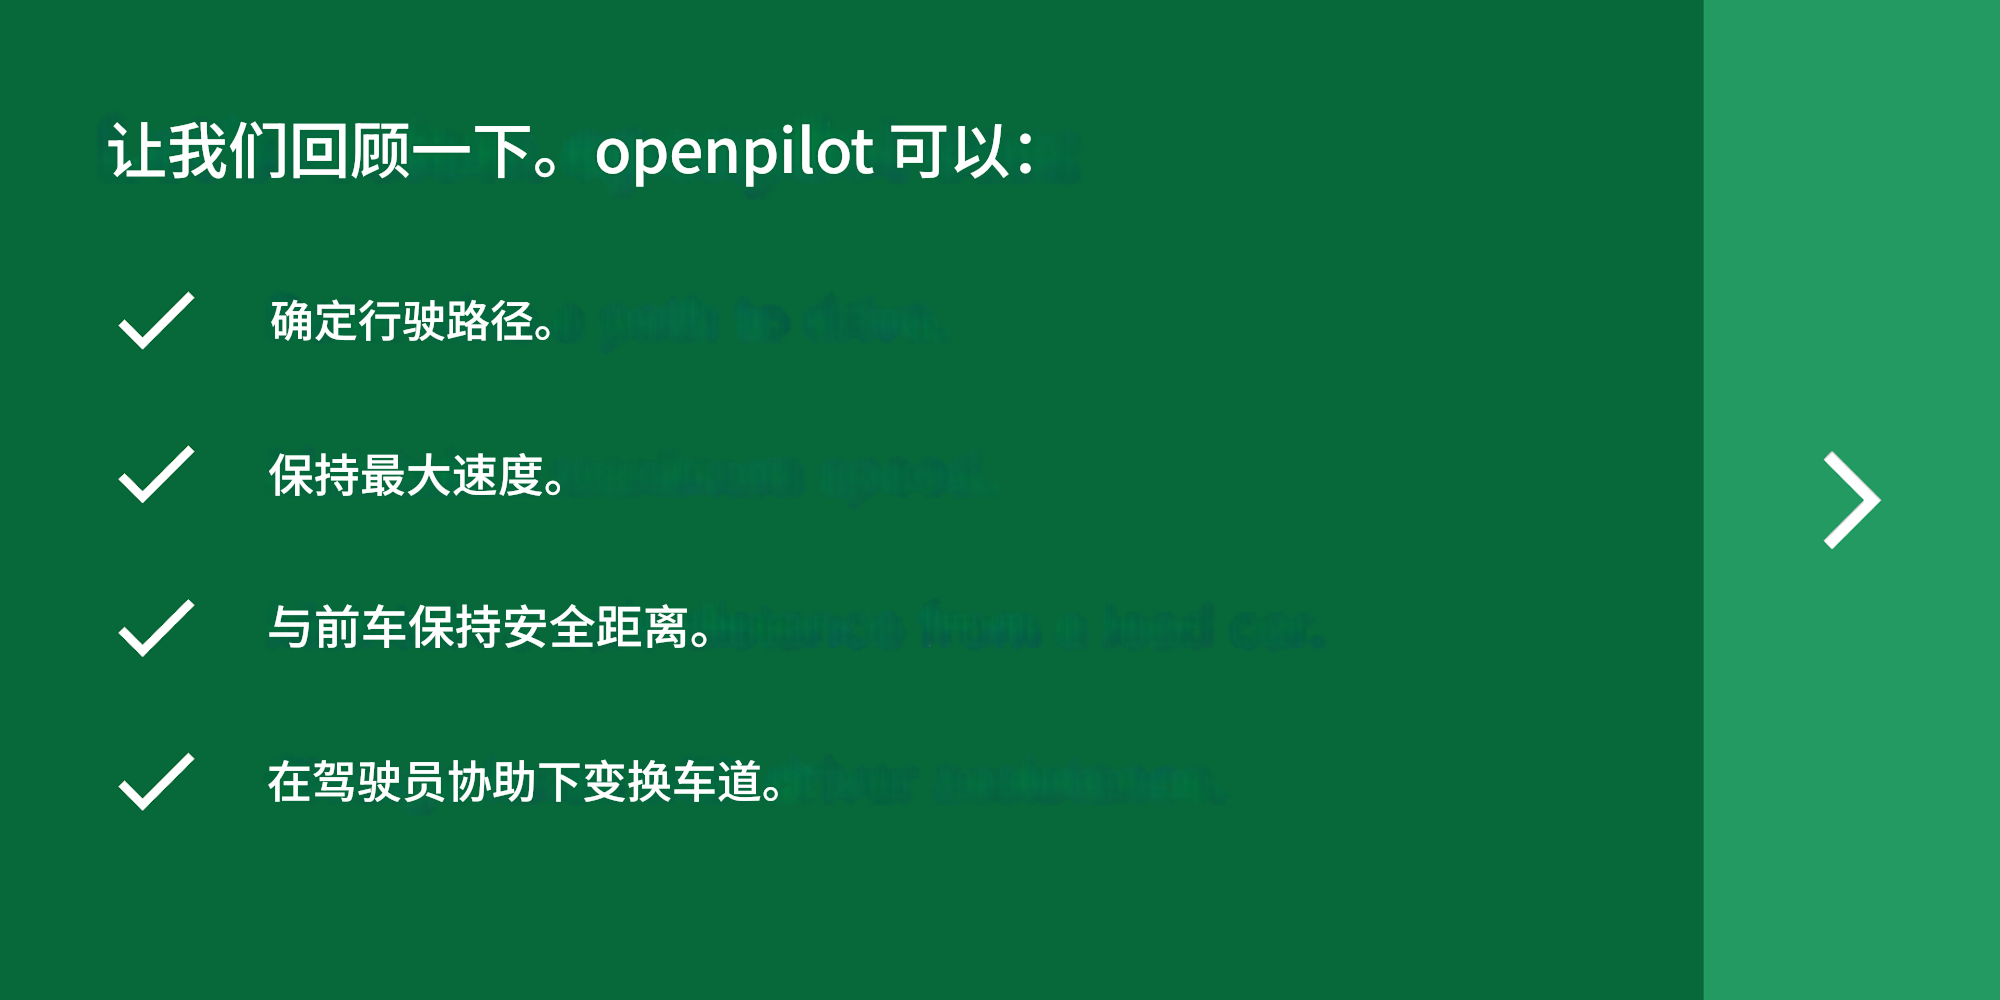 让我们回顾一下。openpilot 可以：
确定行驶路径。
保持最大速度。
与前车保持安全距离。
在驾驶员协助下变换车道。